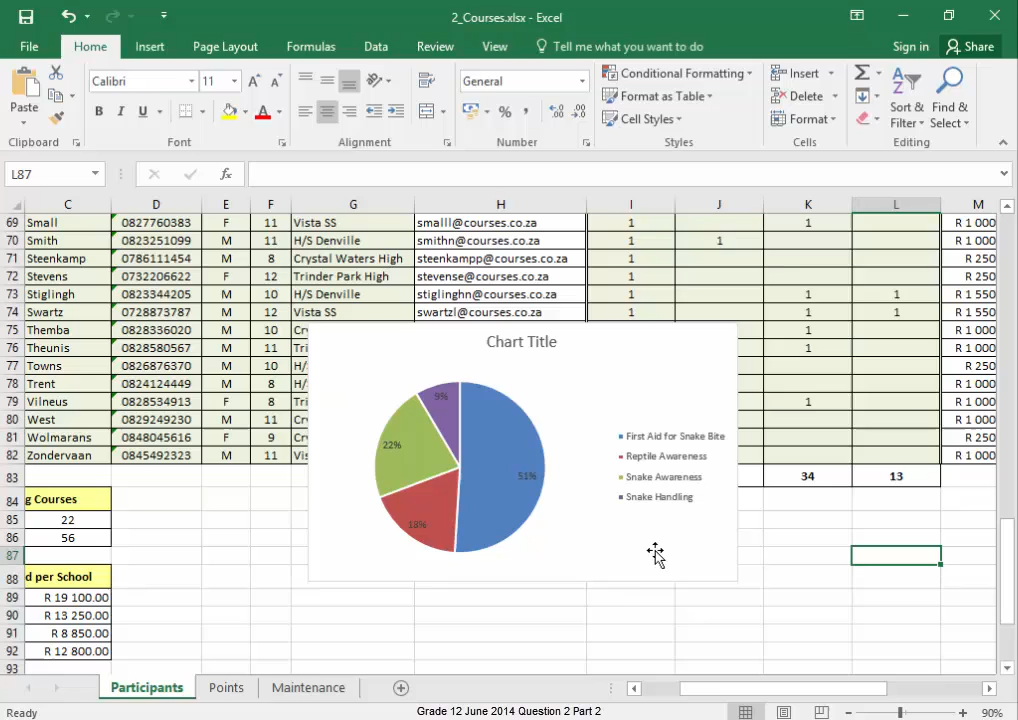 2_Courses.xlsx - Excel
File Home Insert Page Layout Formulas Data Review View Tell me what you want to do Sign in Share
Calibri 11 General Conditional Formatting Insert
Paste B I U % Format as Table Delete Sort & Find &
Cell Styles Format Filter Select
Clipboard Font Alignment Number Styles Cells Editing
L87 fx
C D E F G H I J K L M
69 Small 0827760383 F 11 Vista SS smalll@courses.co.za 1 1 R 1 000
70 Smith 0823251099 M 11 H/S Denville smithn@courses.co.za 1 1 R 1 000
71 Steenkamp 0786111454 M 8 Crystal Waters High steenkampp@courses.co.za 1 R 250
72 Stevens 0732206622 F 12 Trinder Park High stevense@courses.co.za 1 R 250
73 Stiglingh 0823344205 M 10 H/S Denville stiglinghn@courses.co.za 1 1 1 R 1 550
74 Swartz 0728873787 M 12 Vista SS swartzl@courses.co.za 1 1 1 R 1 550
75 Themba 0828336020 M 10 Cry 1 R 1 000
76 Theunis 0828580567 M 11 Tri 1 R 1 000
77 Towns 0826876370 M 10 H/ R 250
78 Trent 0824124449 M 8 H/ R 1 000
79 Vilneus 0828534913 F 8 Tri 1 R 1 000
80 West 0829249230 M 11 Cry R 1 000
81 Wolmarans 0848045616 F 9 Cry R 250
82 Zondervaan 0845492323 M 11 Vis R 1 000
83 34 13
84 g Courses
85 22
86 56
87
88 d per School
89 R 19 100.00
90 R 13 250.00
91 R 8 850.00
92 R 12 800.00
93
Chart Title
9%
22%
51%
18%
First Aid for Snake Bite
Reptile Awareness
Snake Awareness
Snake Handling
Participants Points Maintenance
Ready Grade 12 June 2014 Question 2 Part 2 90%